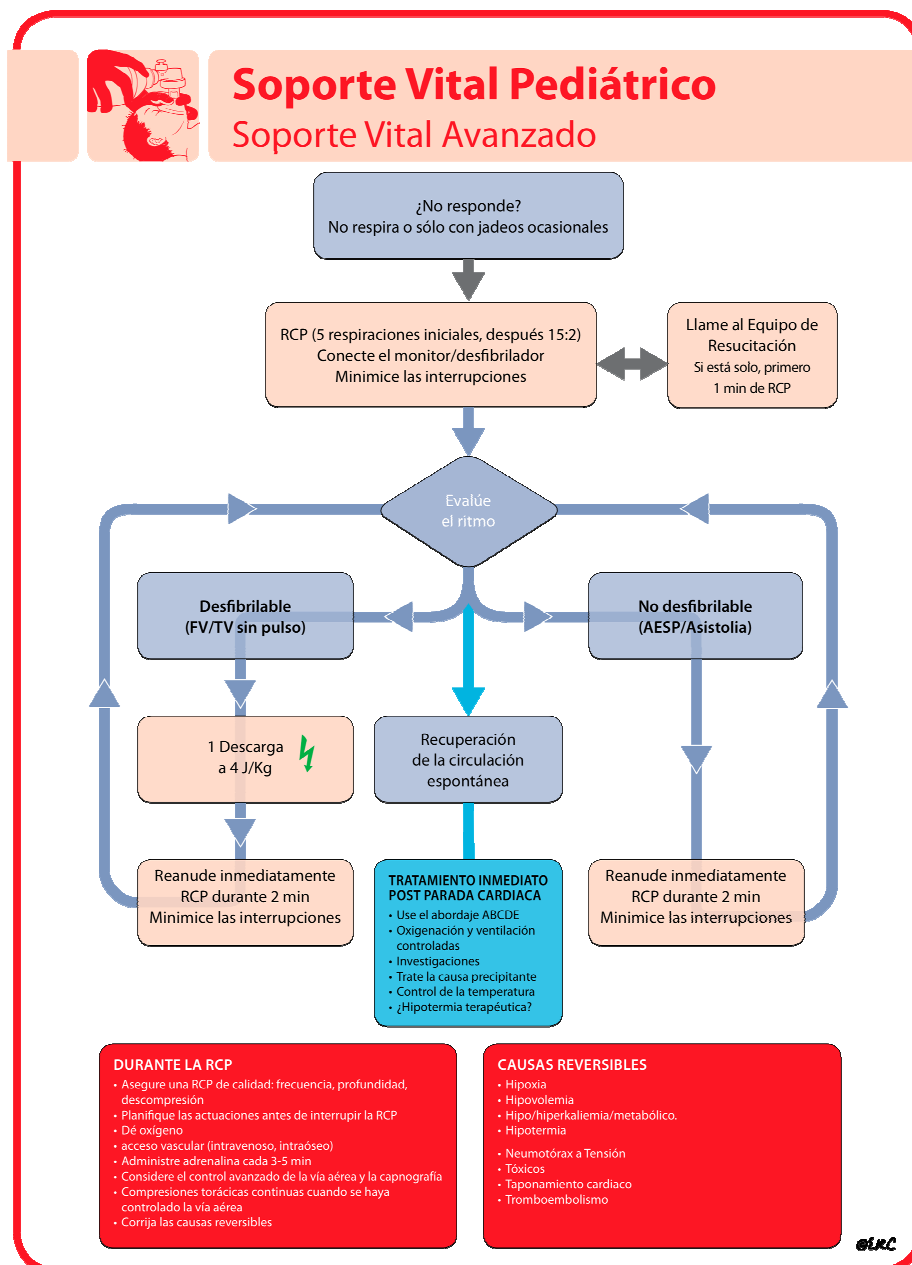 Soporte Vital Pediátrico
Soporte Vital Avanzado
¿No responde?
No respira o sólo con jadeos ocasionales
RCP (5 respiraciones iniciales, después 15:2)
Conecte el monitor/desfibrilador
Minimice las interrupciones
Llame al Equipo de
Resucitación
Si está solo, primero
1 min de RCP
Evalúe
el ritmo
Desfibrilable
(FV/TV sin pulso)
No desfibrilable
(AESP/Asistolia)
1 Descarga
a 4 J/Kg
Recuperación
de la circulación
espontánea
Reanude inmediatamente
RCP durante 2 min
Minimice las interrupciones
TRATAMIENTO INMEDIATO
POST PARADA CARDIACA
• Use el abordaje ABCDE
• Oxigenación y ventilación
controladas
• Investigaciones
• Trate la causa precipitante
• Control de la temperatura
• ¿Hipotermia terapéutica?
Reanude inmediatamente
RCP durante 2 min
Minimice las interrupciones
DURANTE LA RCP
• Asegure una RCP de calidad: frecuencia, profundidad,
descompresión
• Planifique las actuaciones antes de interrumpir la RCP
• Dé oxígeno
• acceso vascular (intravenoso, intraóseo)
• Administre adrenalina cada 3-5 min
• Considere el control avanzado de la vía aérea y la capnografía
• Compresiones torácicas continuas cuando se haya
controlado la vía aérea
• Corrija las causas reversibles
CAUSAS REVERSIBLES
• Hipoxia
• Hipovolemia
• Hipo/hiperkaliemia/metabólico.
• Hipotermia
• Neumotórax a Tensión
• Tóxicos
• Taponamiento cardiaco
• Tromboembolismo
@ERC